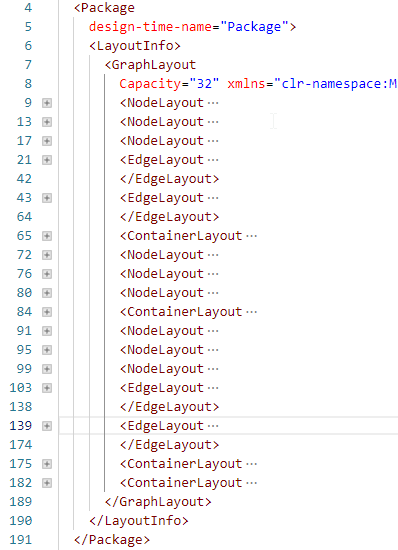 4 <Package
5 design-time-name="Package">
6 <LayoutInfo>
7 <GraphLayout
8 Capacity="32" xmlns="clr-namespace:M
9 <NodeLayout ...
13 <NodeLayout ...
17 <NodeLayout ...
21 <EdgeLayout ...
42 </EdgeLayout>
43 <EdgeLayout ...
64 </EdgeLayout>
65 <ContainerLayout ...
72 <NodeLayout ...
76 <NodeLayout ...
80 <NodeLayout ...
84 <ContainerLayout ...
91 <NodeLayout ...
95 <NodeLayout ...
99 <NodeLayout ...
103 <EdgeLayout ...
138 </EdgeLayout>
139 <EdgeLayout ...
174 </EdgeLayout>
175 <ContainerLayout ...
182 <ContainerLayout ...
189 </GraphLayout>
190 </LayoutInfo>
191 </Package>